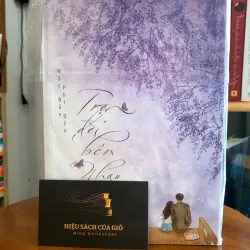 Trọn
đời
bên
nhau
HIỆU SÁCH CỦA GIÓ
WIND BOOKSTORE